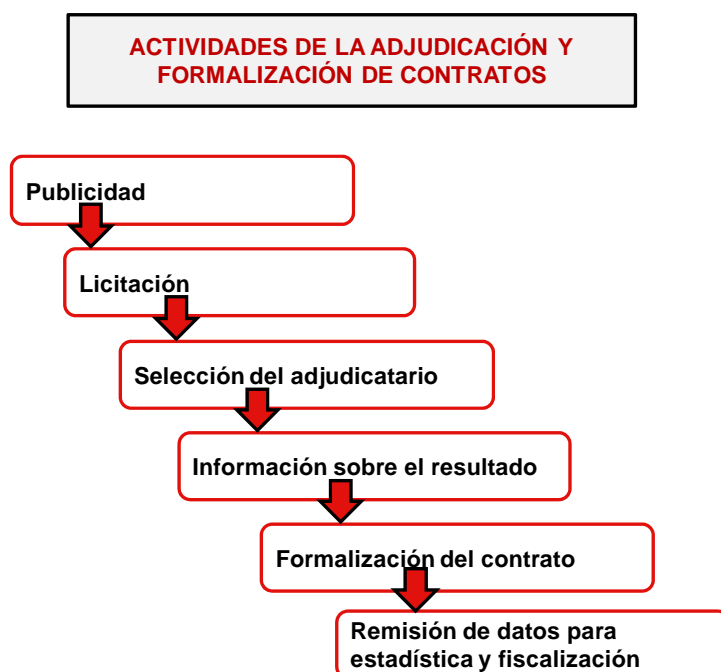 ACTIVIDADES DE LA ADJUDICACIÓN Y
FORMALIZACIÓN DE CONTRATOS
Publicidad
Licitación
Selección del adjudicatario
Información sobre el resultado
Formalización del contrato
Remisión de datos para
estadística y fiscalización